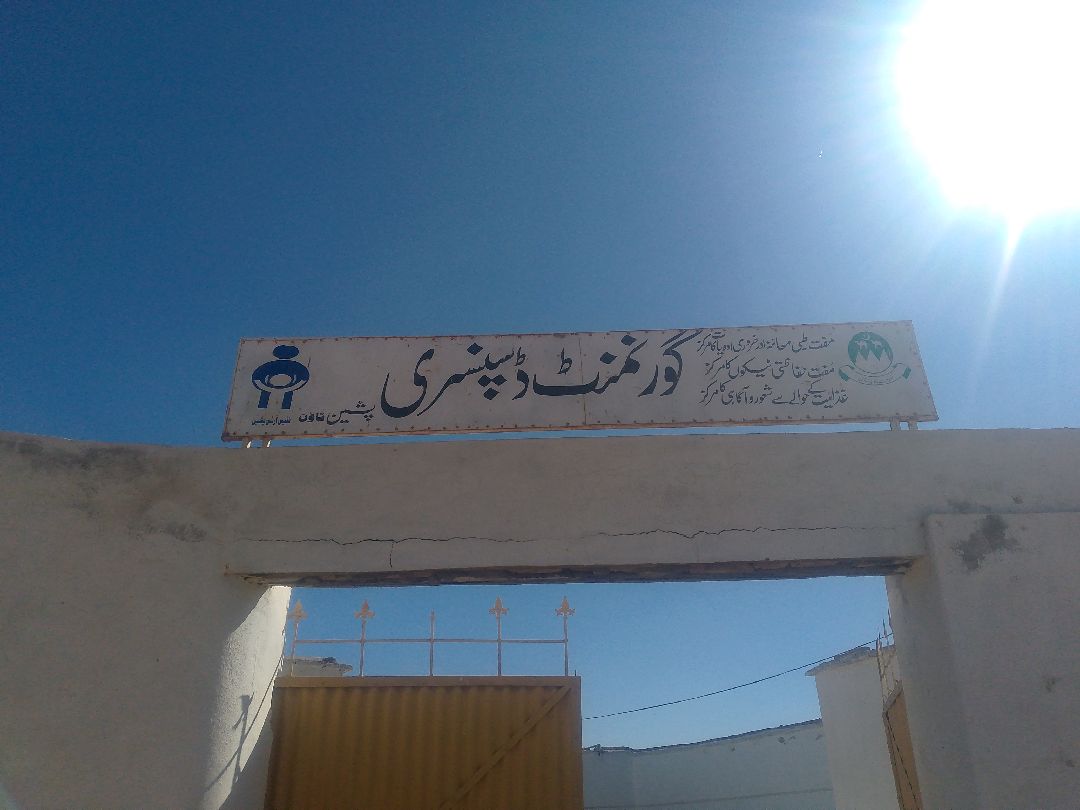 مفت طبی معائنہ اور ضروری ادویات کا مرکز
مفت حفاظتی ٹیکوں کا مرکز
غذائیت کے حوالے سے شعور و آگاہی کا مرکز
گورنمنٹ ڈسپنسری
پشین ٹاؤن